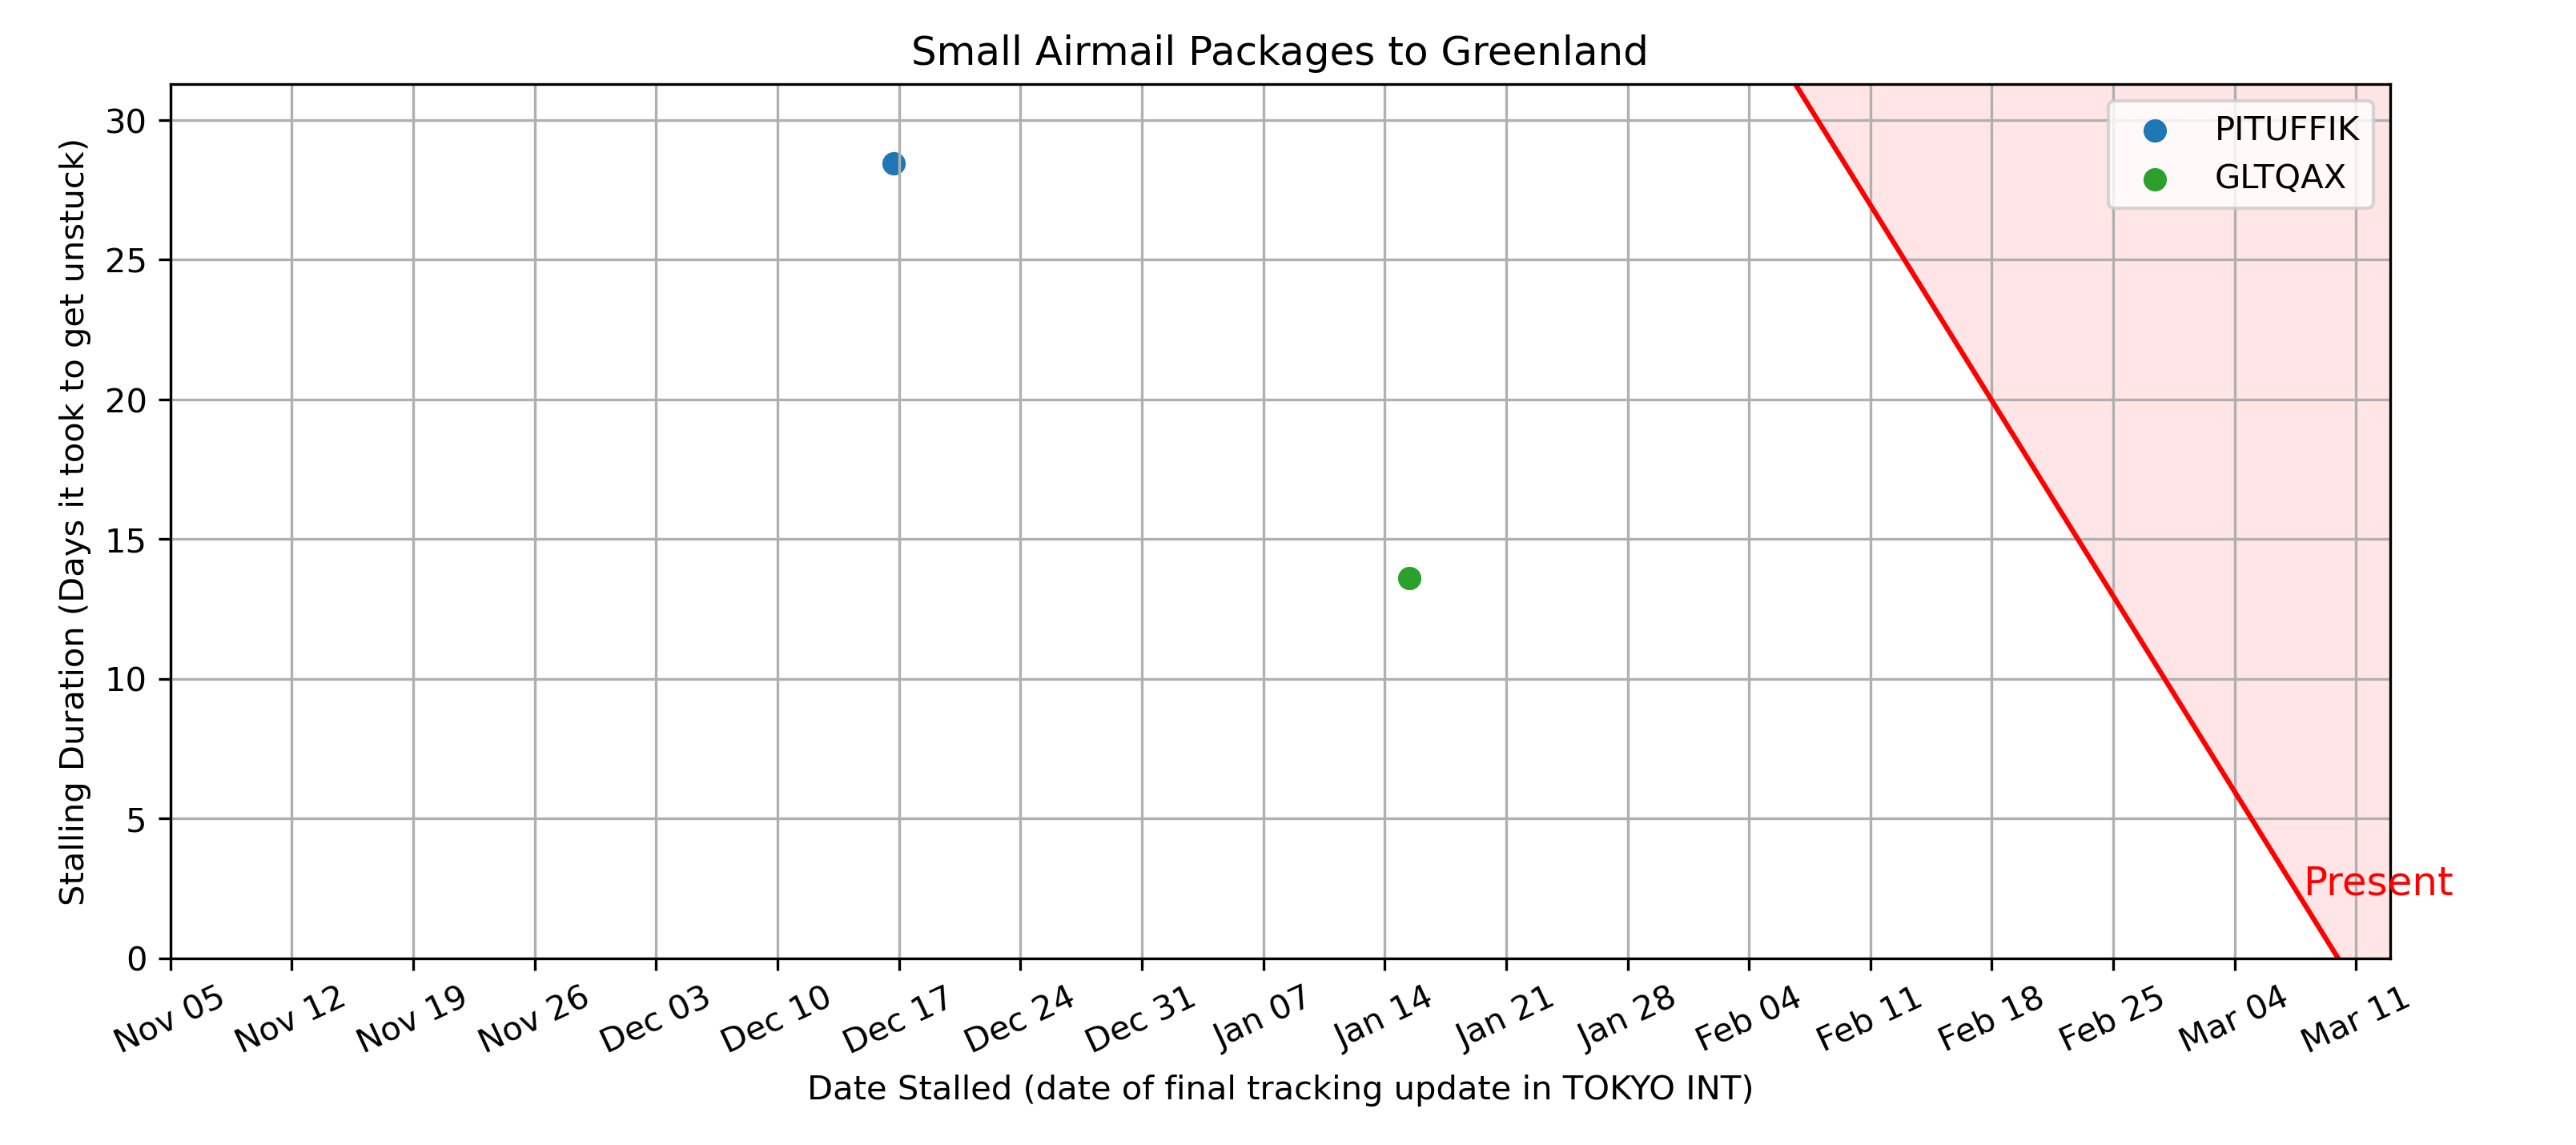 Small Airmail Packages to Greenland
Stalling Duration (Days it took to get unstuck)
30
25
20
15
10
5
0
PITUFFIK
GLTQAX
Present
Nov 05
Nov 12
Nov 19
Nov 26
Dec 03
Dec 10
Dec 17
Dec 24
Dec 31
Jan 07
Jan 14
Jan 21
Jan 28
Feb 04
Feb 11
Feb 18
Feb 25
Mar 04
Mar 11
Date Stalled (date of final tracking update in TOKYO INT)